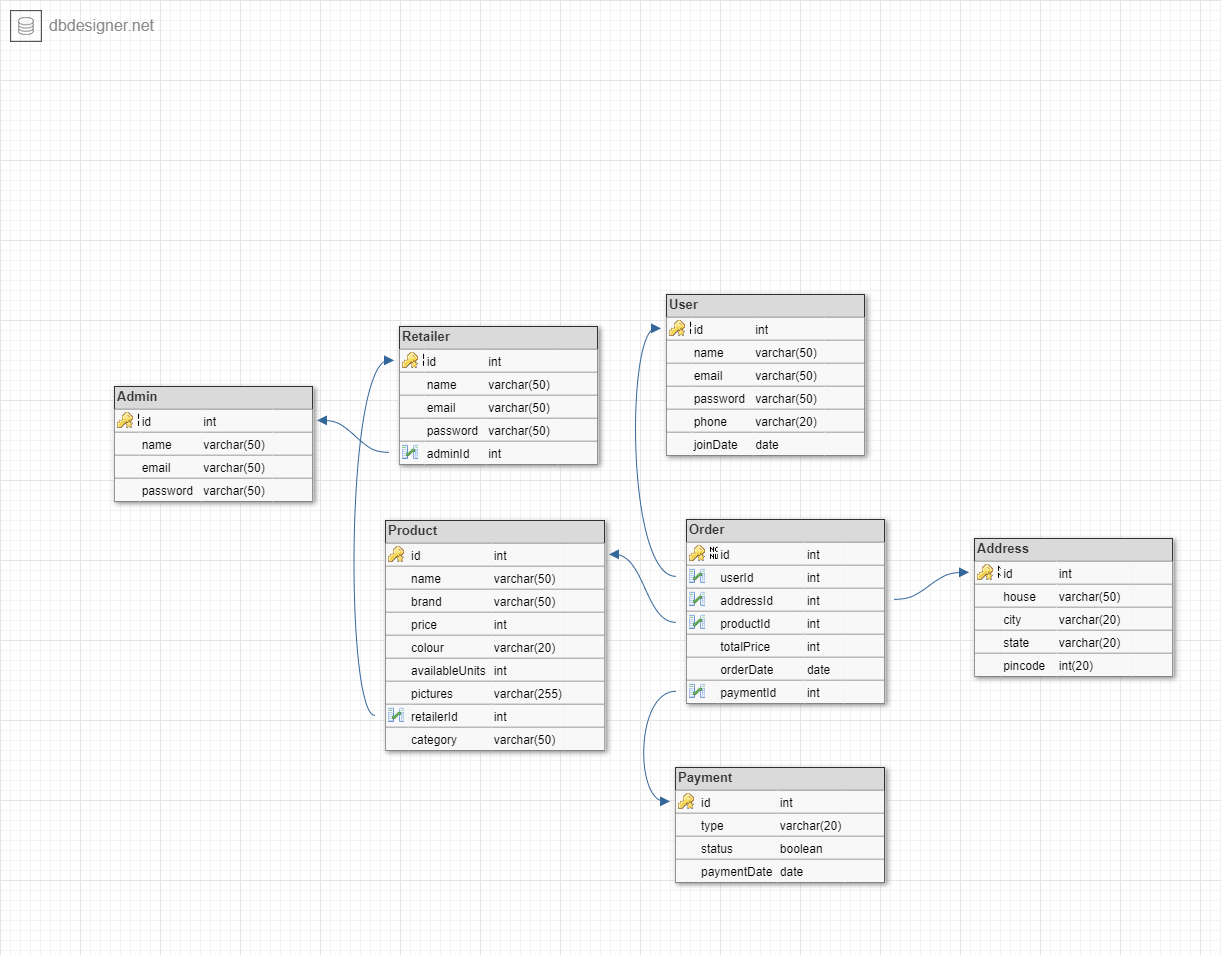 dbdesigner.net
User
id int
name varchar(50)
email varchar(50)
password varchar(50)
phone varchar(20)
joinDate date
Retailer
id int
name varchar(50)
email varchar(50)
password varchar(50)
adminId int
Admin
id int
name varchar(50)
email varchar(50)
password varchar(50)
Product
id int
name varchar(50)
brand varchar(50)
price int
colour varchar(20)
availableUnits int
pictures varchar(255)
retailerId int
category varchar(50)
Order
id int
userId int
addressId int
productId int
totalPrice int
orderDate date
paymentId int
Address
id int
house varchar(50)
city varchar(20)
state varchar(20)
pincode int(20)
Payment
id int
type varchar(20)
status boolean
paymentDate date